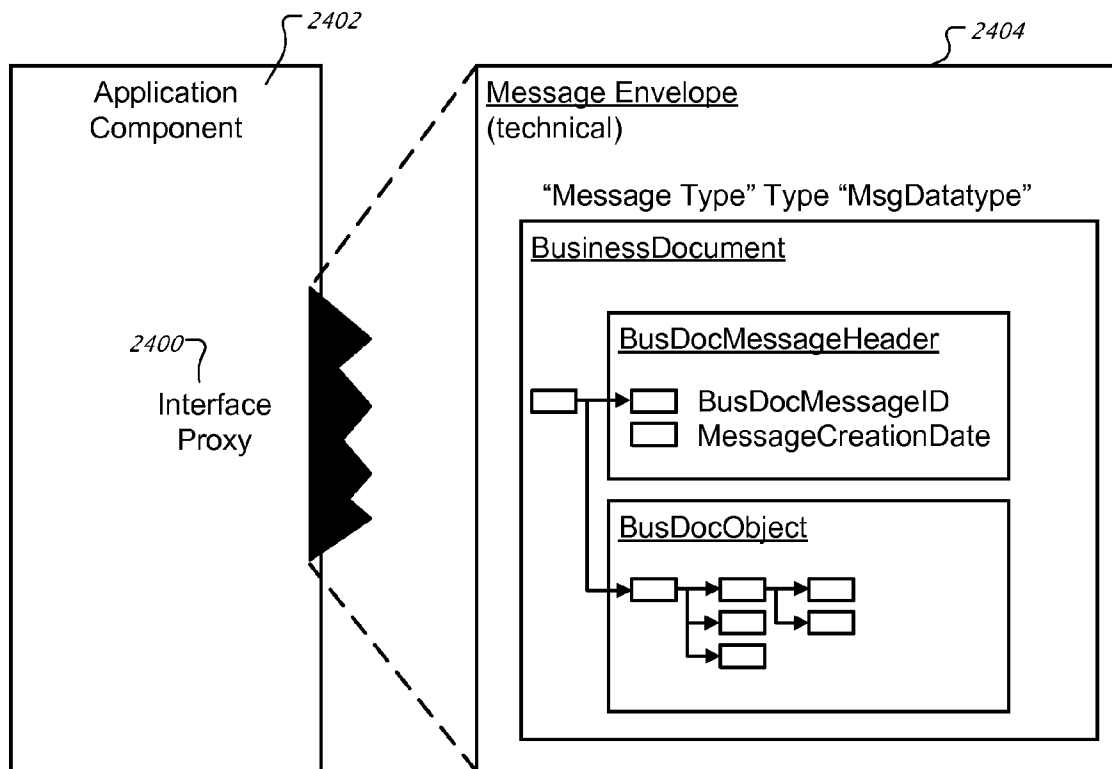 2402
2404
Application
Component
Message Envelope
(technical)
“Message Type” Type “MsgDatatype”
BusinessDocument
BusDocMessageHeader
2400
Interface
Proxy
BusDocMessageID
MessageCreationDate
BusDocObject